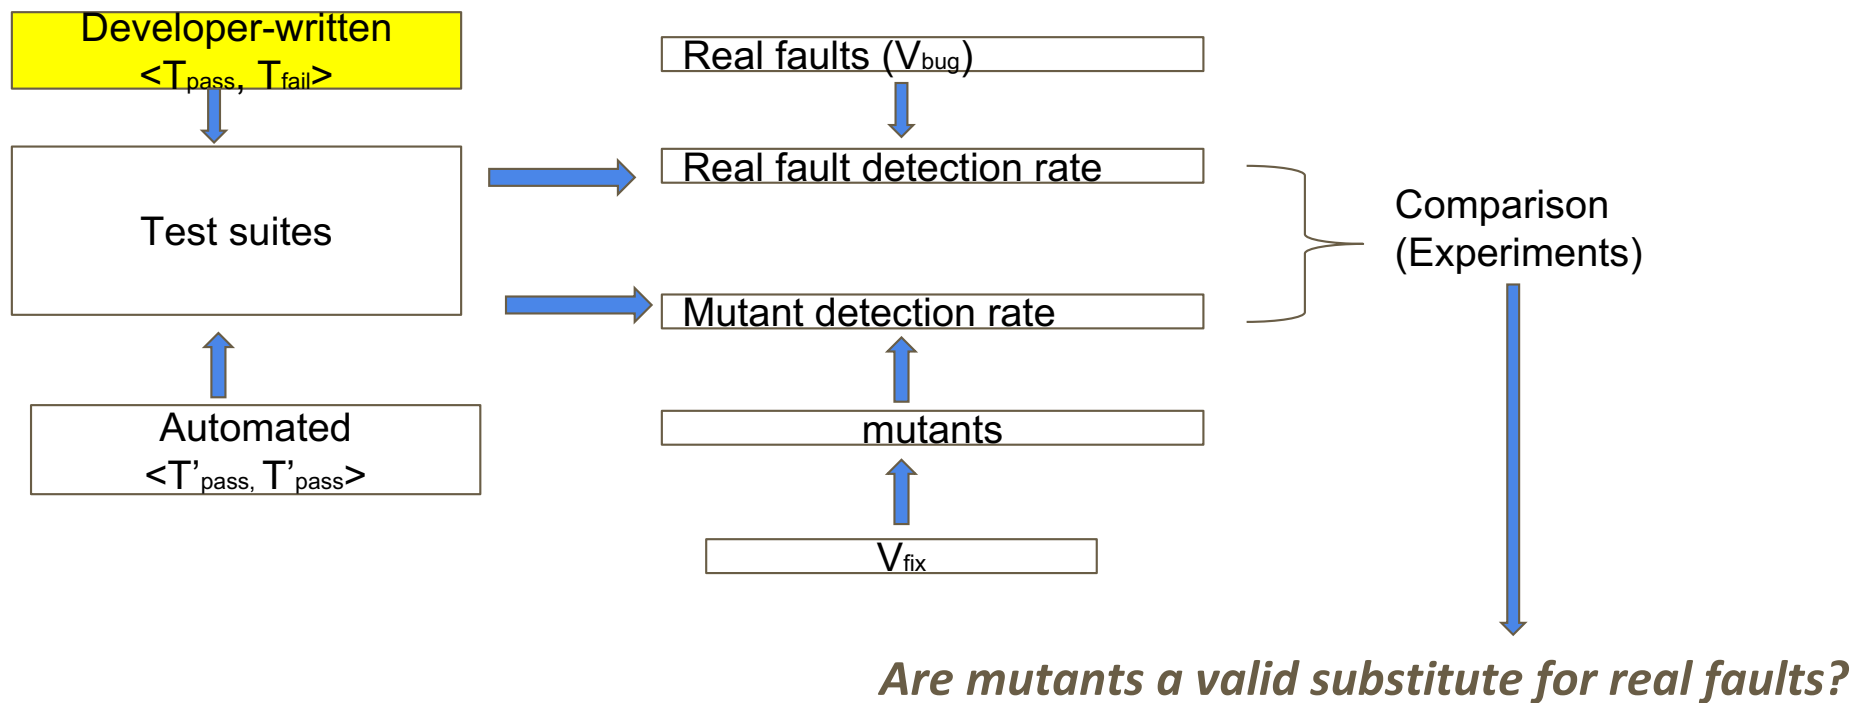 Developer-written
<Tpass, Tfail>
Test suites
Automated
<T’pass, T’pass>
Real faults (Vbug)
Real fault detection rate
Mutant detection rate
mutants
Vfix
Comparison
(Experiments)
Are mutants a valid substitute for real faults?